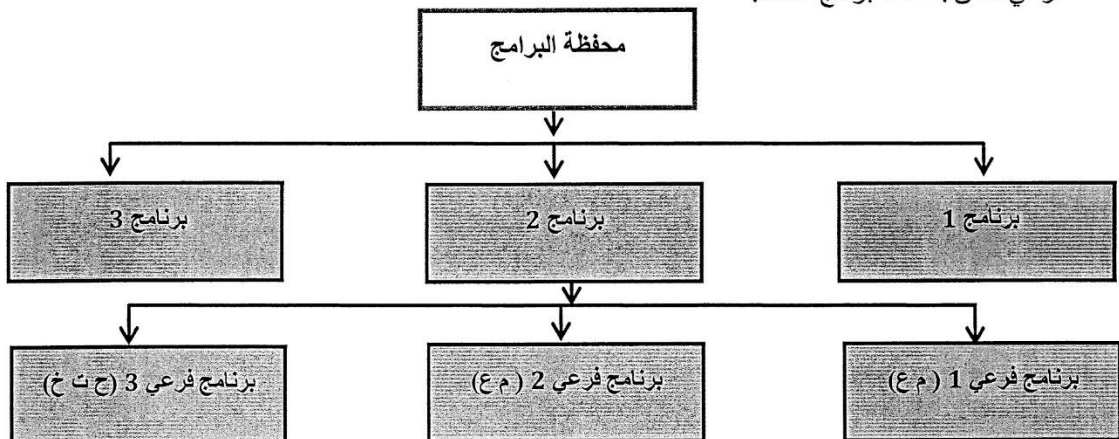 محفظة البرامج
برنامج 1
برنامج 2
برنامج 3
برنامج فرعي 1 ( م ع)
برنامج فرعي 2 ( م ع)
برنامج فرعي 3 (ج ت خ)